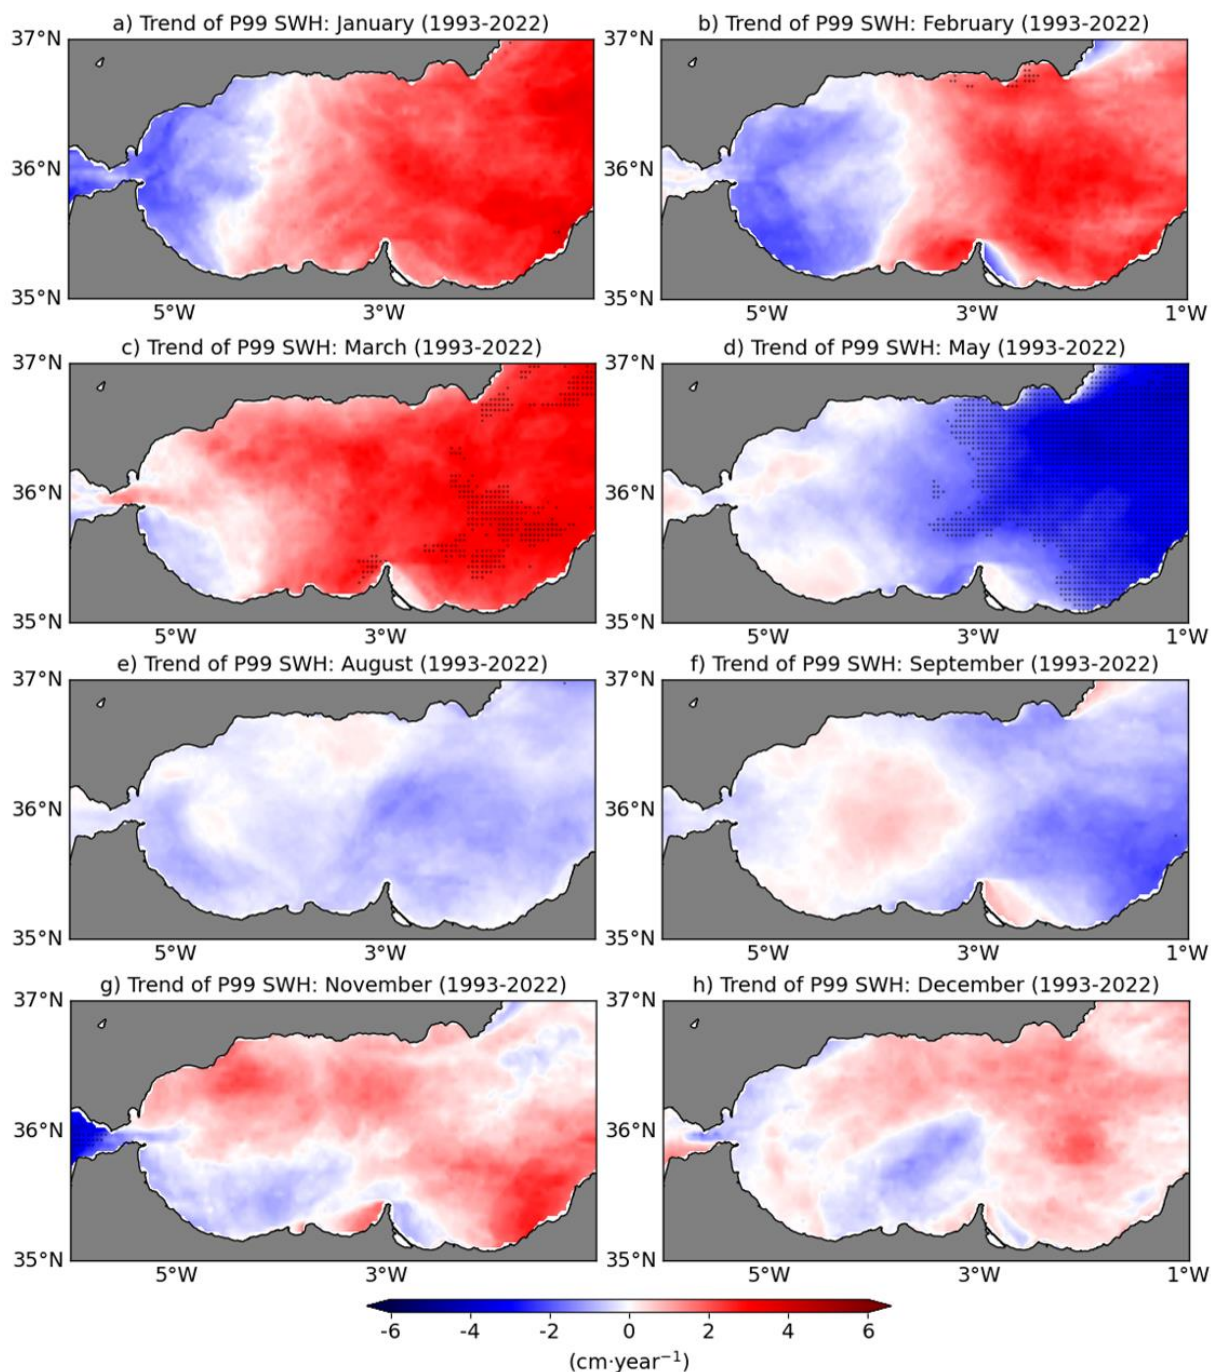 a) Trend of P99 SWH: January (1993-2022)
b) Trend of P99 SWH: February (1993-2022)
37°N
37°N
36°N
36°N
35°N
35°N
5°W
3°W
5°W
3°W
1°W
c) Trend of P99 SWH: March (1993-2022)
d) Trend of P99 SWH: May (1993-2022)
37°N
37°N
36°N
36°N
35°N
35°N
5°W
3°W
5°W
3°W
1°W
e) Trend of P99 SWH: August (1993-2022)
f) Trend of P99 SWH: September (1993-2022)
37°N
37°N
36°N
36°N
35°N
35°N
5°W
3°W
5°W
3°W
1°W
g) Trend of P99 SWH: November (1993-2022)
h) Trend of P99 SWH: December (1993-2022)
37°N
37°N
36°N
36°N
35°N
35°N
5°W
3°W
5°W
3°W
1°W
-6 -4 -2 0 2 4 6
(cm·year⁻¹)